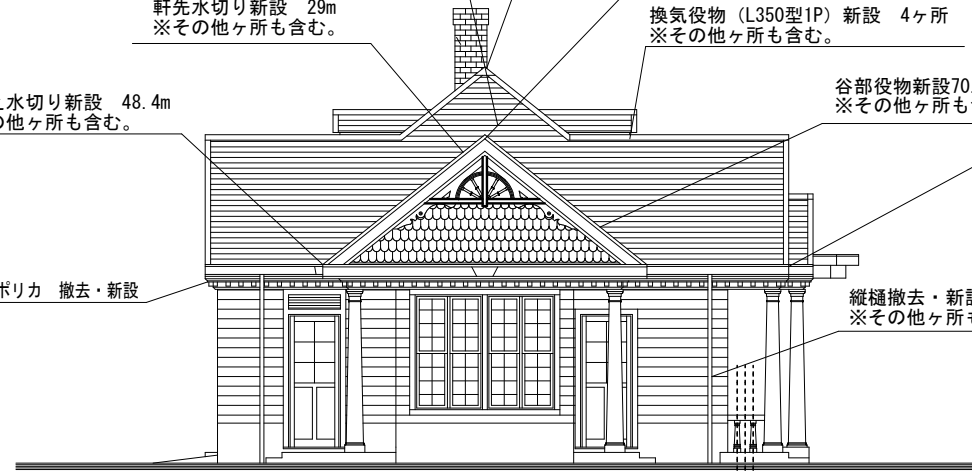 軒先水切り新設　29m
※その他ヶ所も含む。
換気役物（L350型1P）新設　4ヶ所
※その他ヶ所も含む。
水切り新設　48.4m
他ヶ所も含む。
谷部役物新設70
※その他ヶ所も
ポリカ　撤去・新設
縦樋撤去・新設
※その他ヶ所も